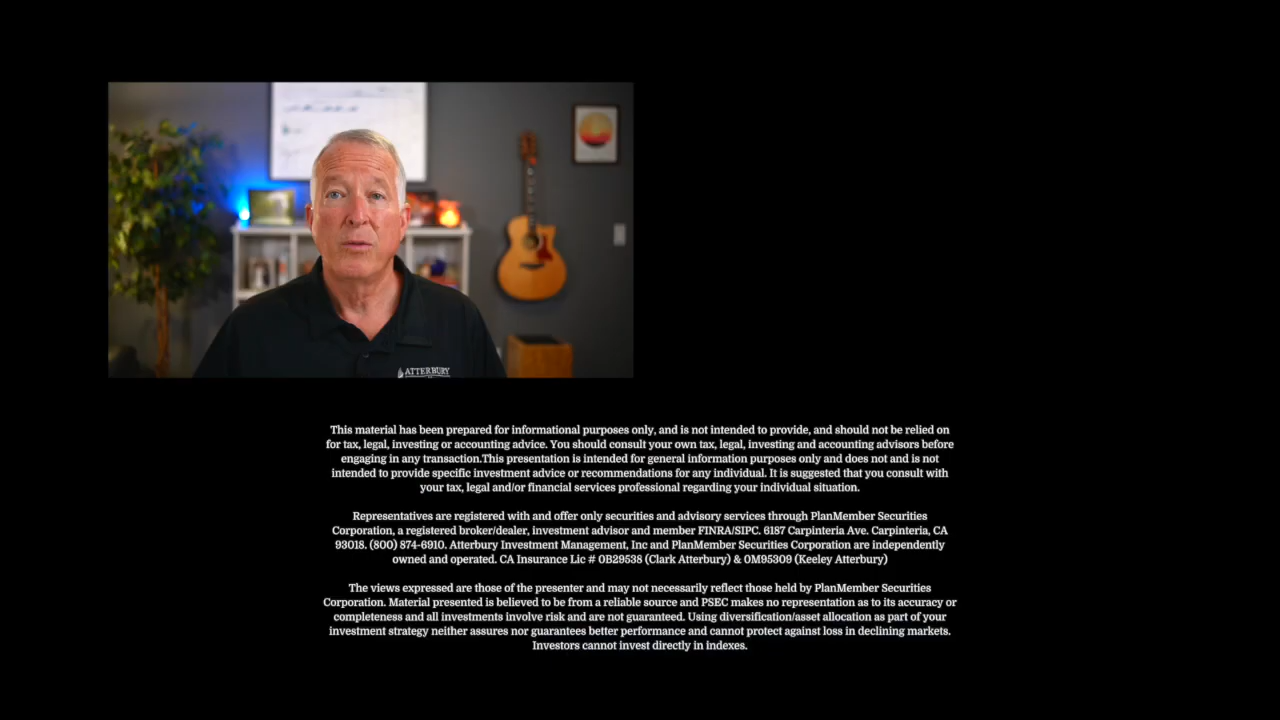 ATTERBURY
This material has been prepared for informational purposes only, and is not intended to provide, and should not be relied on
for tax, legal, investing or accounting advice. You should consult your own tax, legal, investing and accounting advisors before
engaging in any transaction.This presentation is intended for general information purposes only and does not and is not
intended to provide specific investment advice or recommendations for any individual. It is suggested that you consult with
your tax, legal and/or financial services professional regarding your individual situation.
Representatives are registered with and offer only securities and advisory services through PlanMember Securities
Corporation, a registered broker/dealer, investment advisor and member FINRA/SIPC. 6187 Carpinteria Ave. Carpinteria, CA
93018. (800) 874-6910. Atterbury Investment Management, Inc and PlanMember Securities Corporation are independently
owned and operated. CA Insurance Lic # 0B29538 (Clark Atterbury) & 0M95309 (Keeley Atterbury)
The views expressed are those of the presenter and may not necessarily reflect those held by PlanMember Securities
Corporation. Material presented is believed to be from a reliable source and PSEC makes no representation as to its accuracy or
completeness and all investments involve risk and are not guaranteed. Using diversification/asset allocation as part of your
investment strategy neither assures nor guarantees better performance and cannot protect against loss in declining markets.
Investors cannot invest directly in indexes.